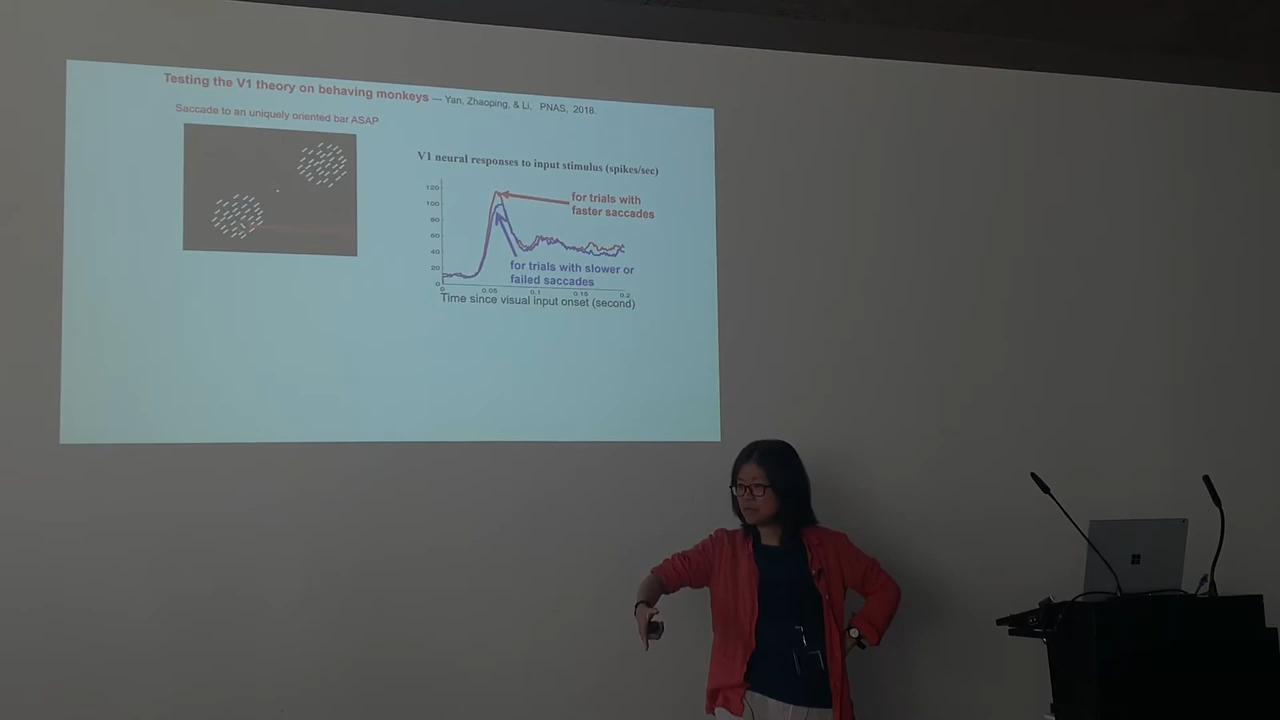 Testing the V1 theory on behaving monkeys — Yan, Zhaoping, & Li, PNAS, 2018.
Saccade to an uniquely oriented bar ASAP
V1 neural responses to input stimulus (spikes/sec)
120
100
80
60
40
20
0
for trials with
faster saccades
for trials with slower or
failed saccades
0 0.05 0.1 0.15 0.2
Time since visual input onset (second)